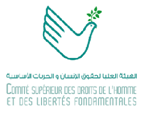 الهيئة العليا لحقوق الإنسان و الحريات الأساسية
COMITÉ SUPÉRIEUR DES DROITS DE L'HOMME
ET DES LIBERTÉS FONDAMENTALES